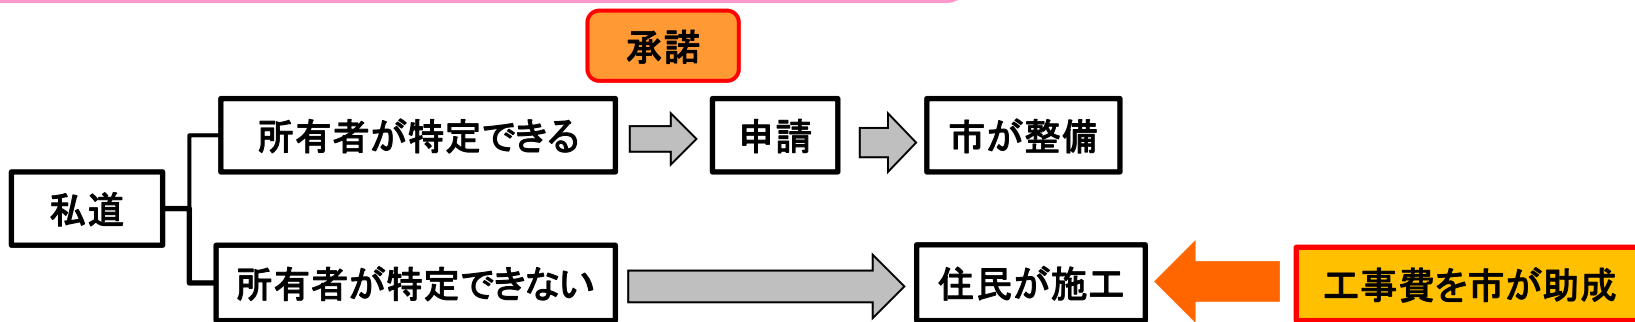 承諾
所有者が特定できる
申請
市が整備
私道
所有者が特定できない
住民が施工
工事費を市が助成